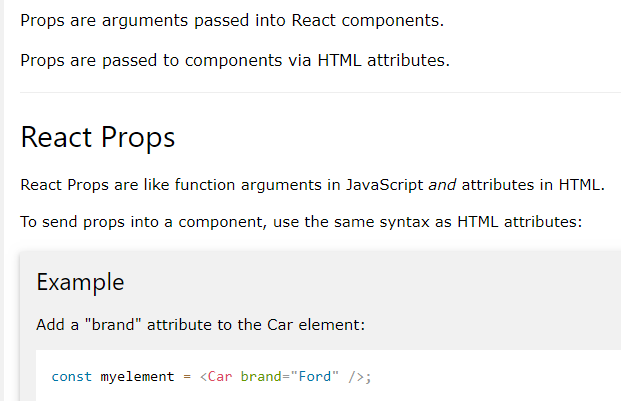 Props are arguments passed into React components.
Props are passed to components via HTML attributes.
React Props
React Props are like function arguments in JavaScript and attributes in HTML.
To send props into a component, use the same syntax as HTML attributes:
Example
Add a "brand" attribute to the Car element:
const myelement = <Car brand="Ford" />;